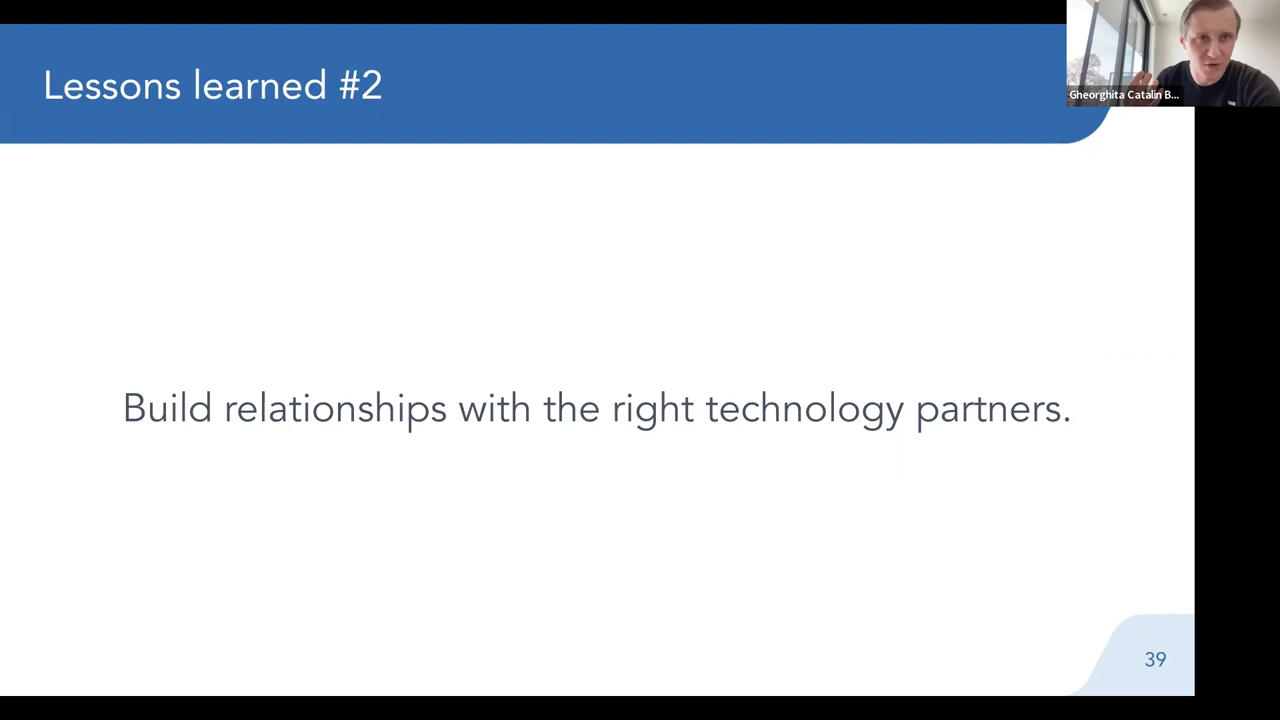 Lessons learned #2
Gheorghita Catalin B...
Build relationships with the right technology partners.
39